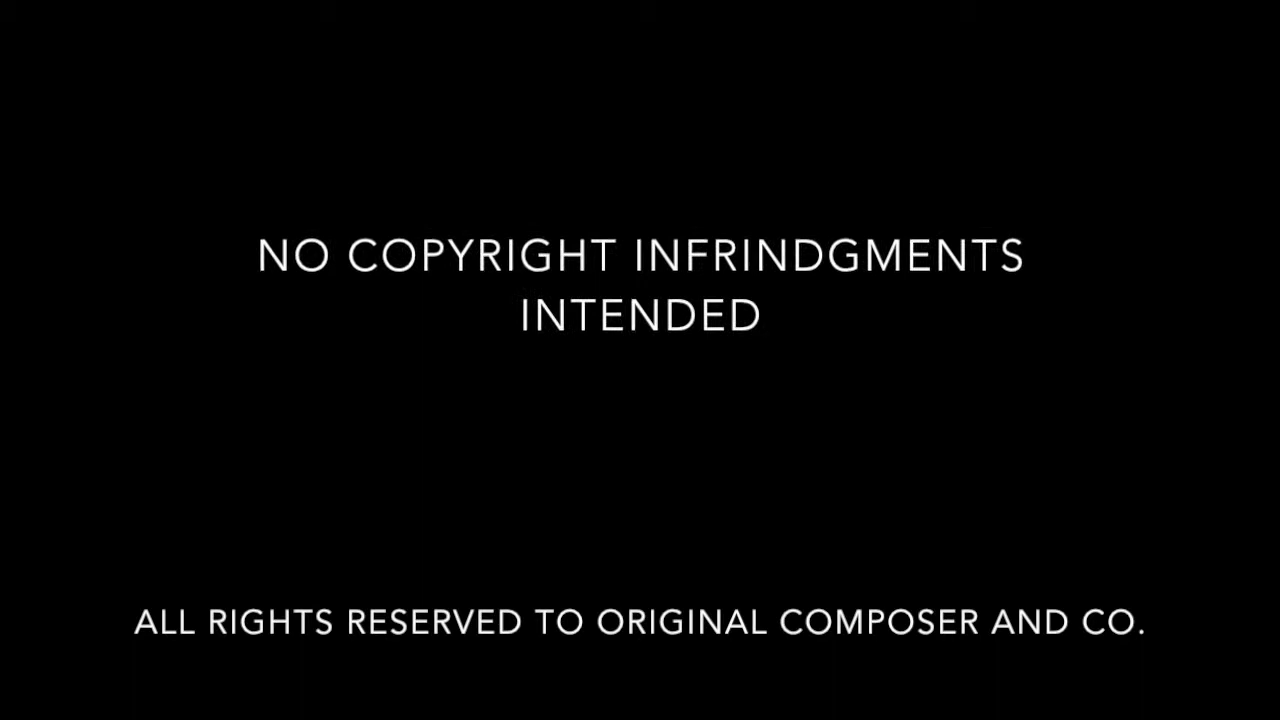 NO COPYRIGHT INFRINDGMENTS
INTENDED
ALL RIGHTS RESERVED TO ORIGINAL COMPOSER AND CO.